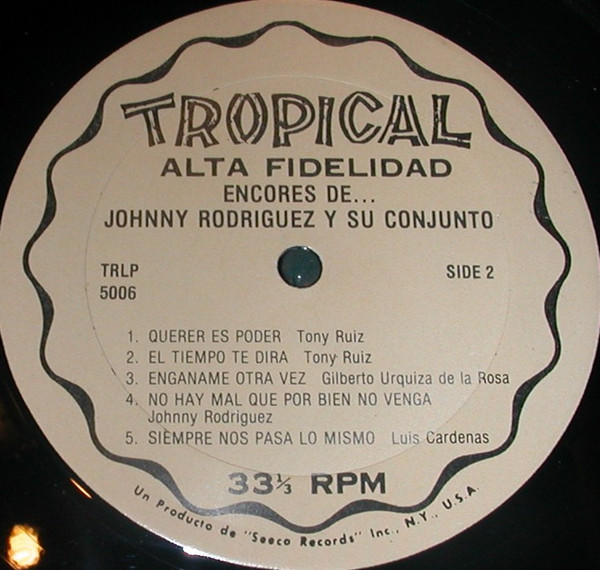 TROPICAL
ALTA FIDELIDAD
ENCORES DE...
JOHNNY RODRIGUEZ Y SU CONJUNTO
TRLP
5006
SIDE 2
1. QUERER ES PODER Tony Ruiz
2. EL TIEMPO TE DIRA Tony Ruiz
3. ENGANAME OTRA VEZ Gilberto Urquiza de la Rosa
4. NO HAY MAL QUE POR BIEN NO VENGA
Johnny Rodriguez
5. SIEMPRE NOS PASA LO MISMO Luis Cardenas
33⅓ RPM
Un Producto de "Seeco Records" Inc., N.Y., U.S.A.